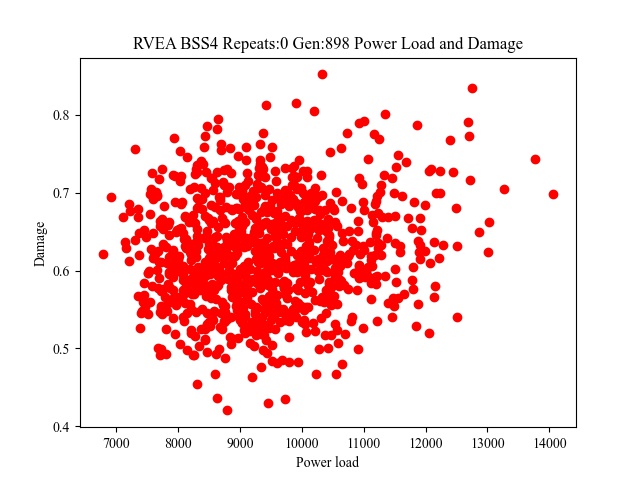 RVEA BSS4 Repeats:0 Gen:898 Power Load and Damage
0.8
0.7
0.6
0.5
0.4
Damage
7000 8000 9000 10000 11000 12000 13000 14000
Power load